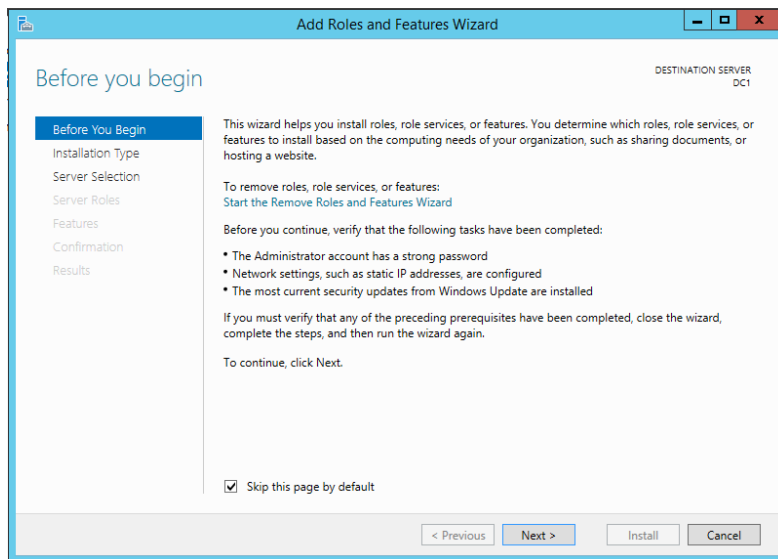 Add Roles and Features Wizard
Before you begin
DESTINATION SERVER
DC1
Before You Begin
Installation Type
Server Selection
Server Roles
Features
Confirmation
Results
This wizard helps you install roles, role services, or features. You determine which roles, role services, or
features to install based on the computing needs of your organization, such as sharing documents, or
hosting a website.
To remove roles, role services, or features:
Start the Remove Roles and Features Wizard
Before you continue, verify that the following tasks have been completed:
• The Administrator account has a strong password
• Network settings, such as static IP addresses, are configured
• The most current security updates from Windows Update are installed
If you must verify that any of the preceding prerequisites have been completed, close the wizard,
complete the steps, and then run the wizard again.
To continue, click Next.
Skip this page by default
< Previous
Next >
Install
Cancel